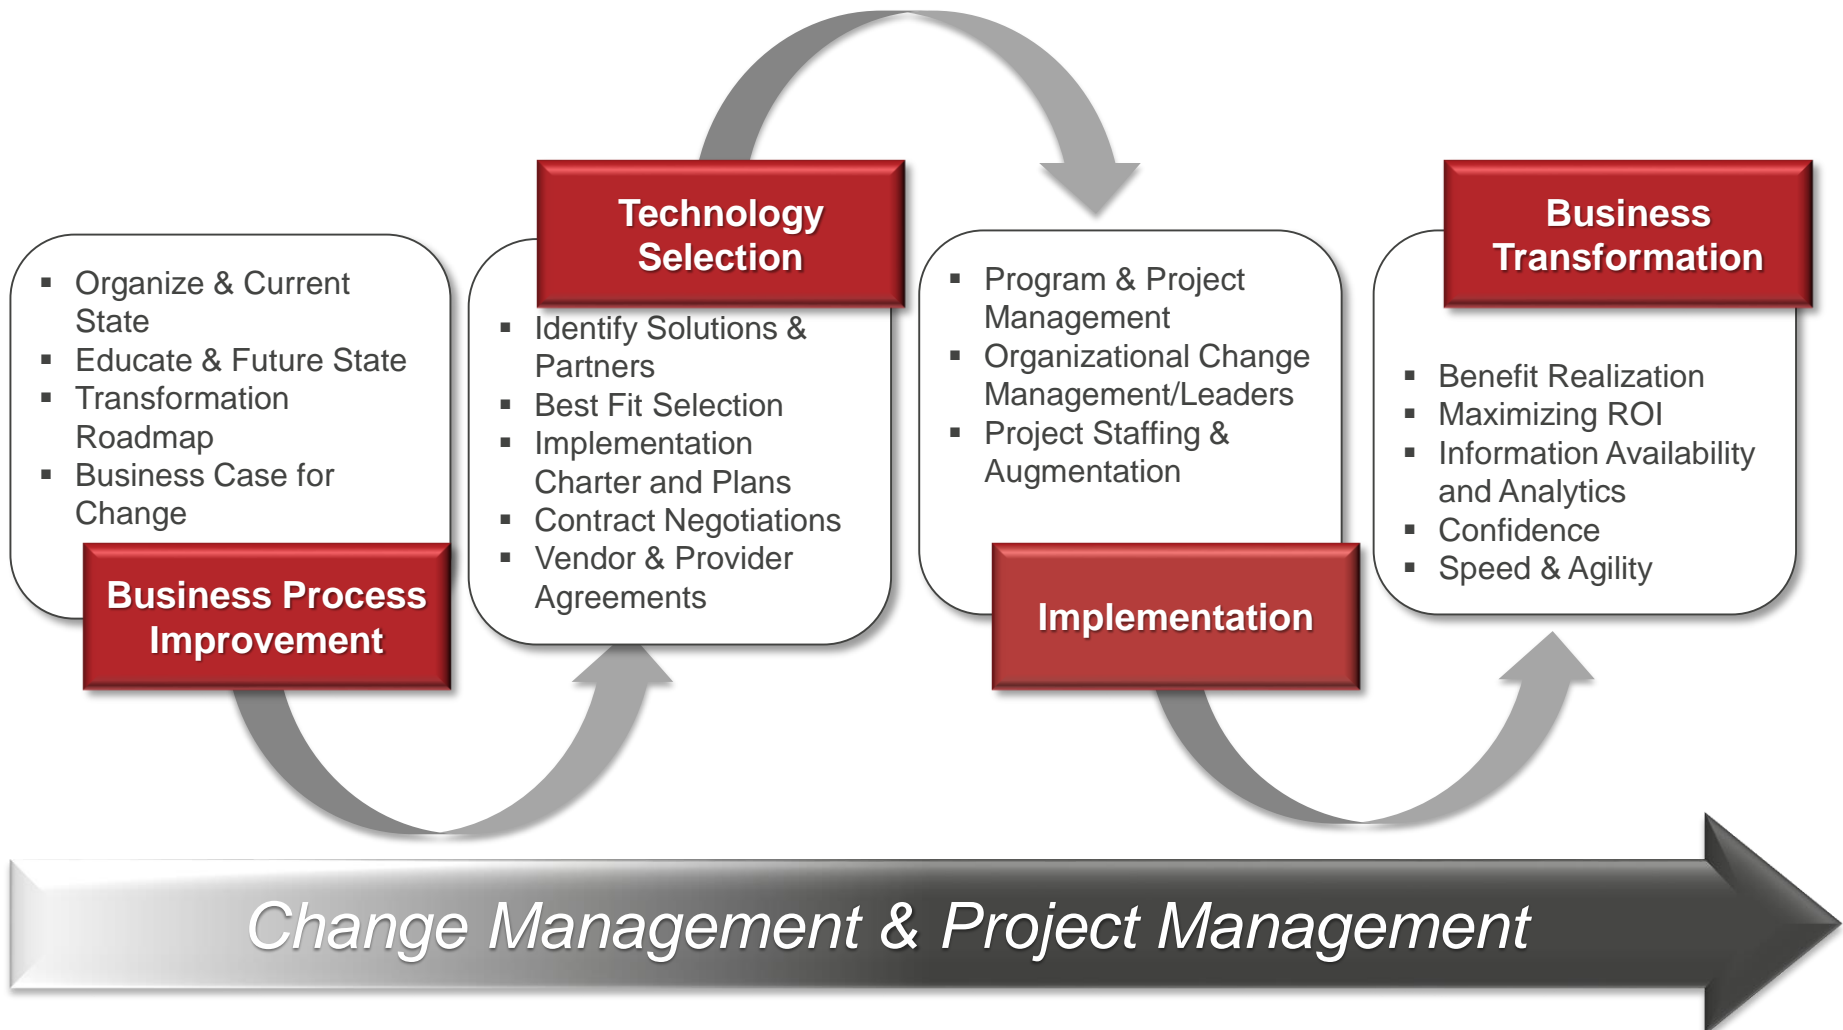 ▪ Organize & Current
State
▪ Educate & Future State
▪ Transformation
Roadmap
▪ Business Case for
Change
Business Process
Improvement
Technology
Selection
▪ Identify Solutions &
Partners
▪ Best Fit Selection
▪ Implementation
Charter and Plans
▪ Contract Negotiations
▪ Vendor & Provider
Agreements
▪ Program & Project
Management
▪ Organizational Change
Management/Leaders
▪ Project Staffing &
Augmentation
Implementation
Business
Transformation
▪ Benefit Realization
▪ Maximizing ROI
▪ Information Availability
and Analytics
▪ Confidence
▪ Speed & Agility
Change Management & Project Management